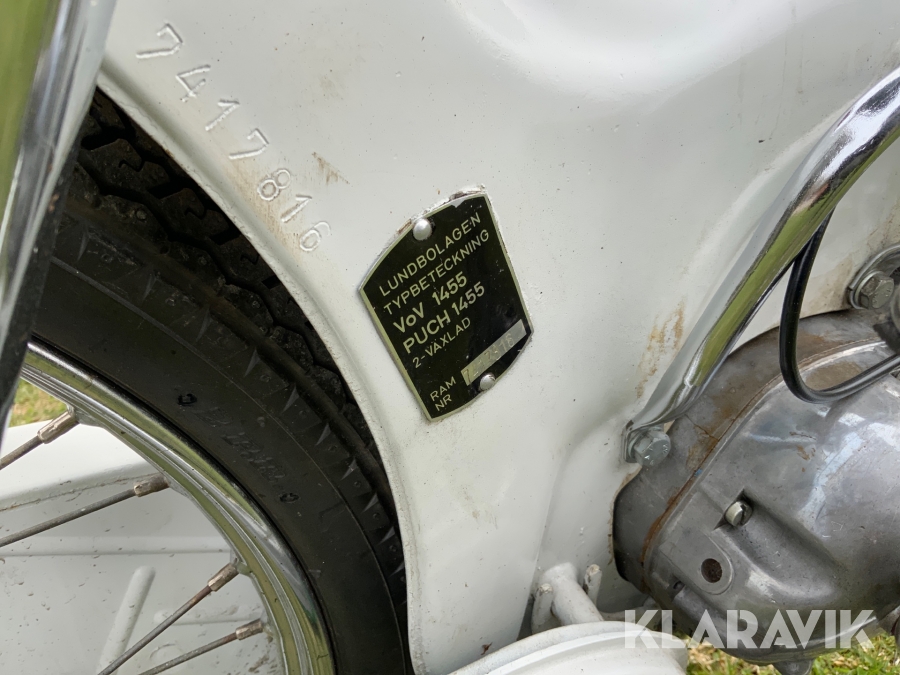 7417816
LUNDBOLAGEN
TYPBETECKNING
VoV 1455
PUCH 1455
2-VÄXLAD
RAM
NR
KLARAVIK